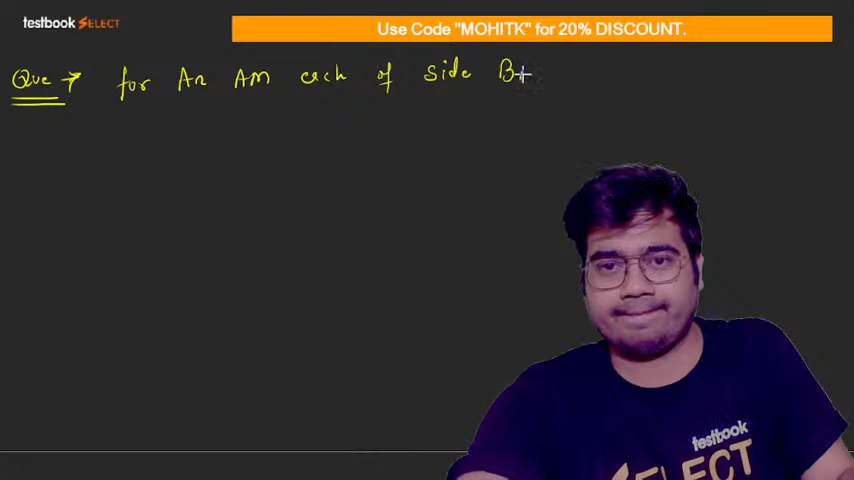 testbook SELECT
Use Code "MOHITK" for 20% DISCOUNT.
Que → for An AM each of side B
testbook
SELECT